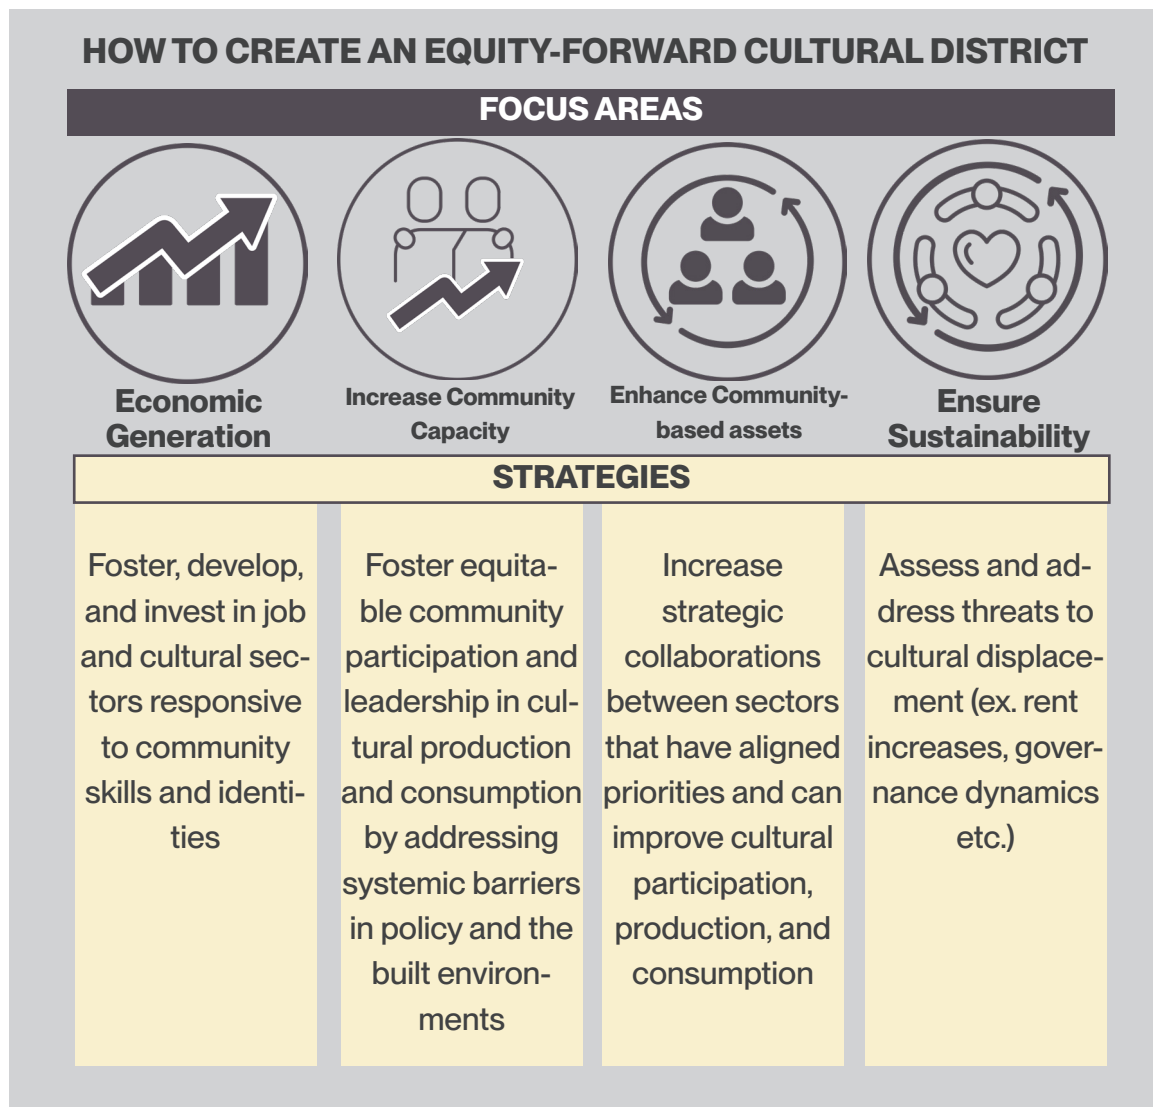 HOW TO CREATE AN EQUITY-FORWARD CULTURAL DISTRICT
FOCUS AREAS
Economic
Generation
Increase Community
Capacity
Enhance Community-
based assets
Ensure
Sustainability
STRATEGIES
Foster, develop,
and invest in job
and cultural sec-
tors responsive
to community
skills and identi-
ties
Foster equita-
ble community
participation and
leadership in cul-
tural production
and consumption
by addressing
systemic barriers
in policy and the
built environ-
ments
Increase
strategic
collaborations
between sectors
that have aligned
priorities and can
improve cultural
participation,
production, and
consumption
Assess and ad-
dress threats to
cultural displace-
ment (ex. rent
increases, gover-
nance dynamics
etc.)